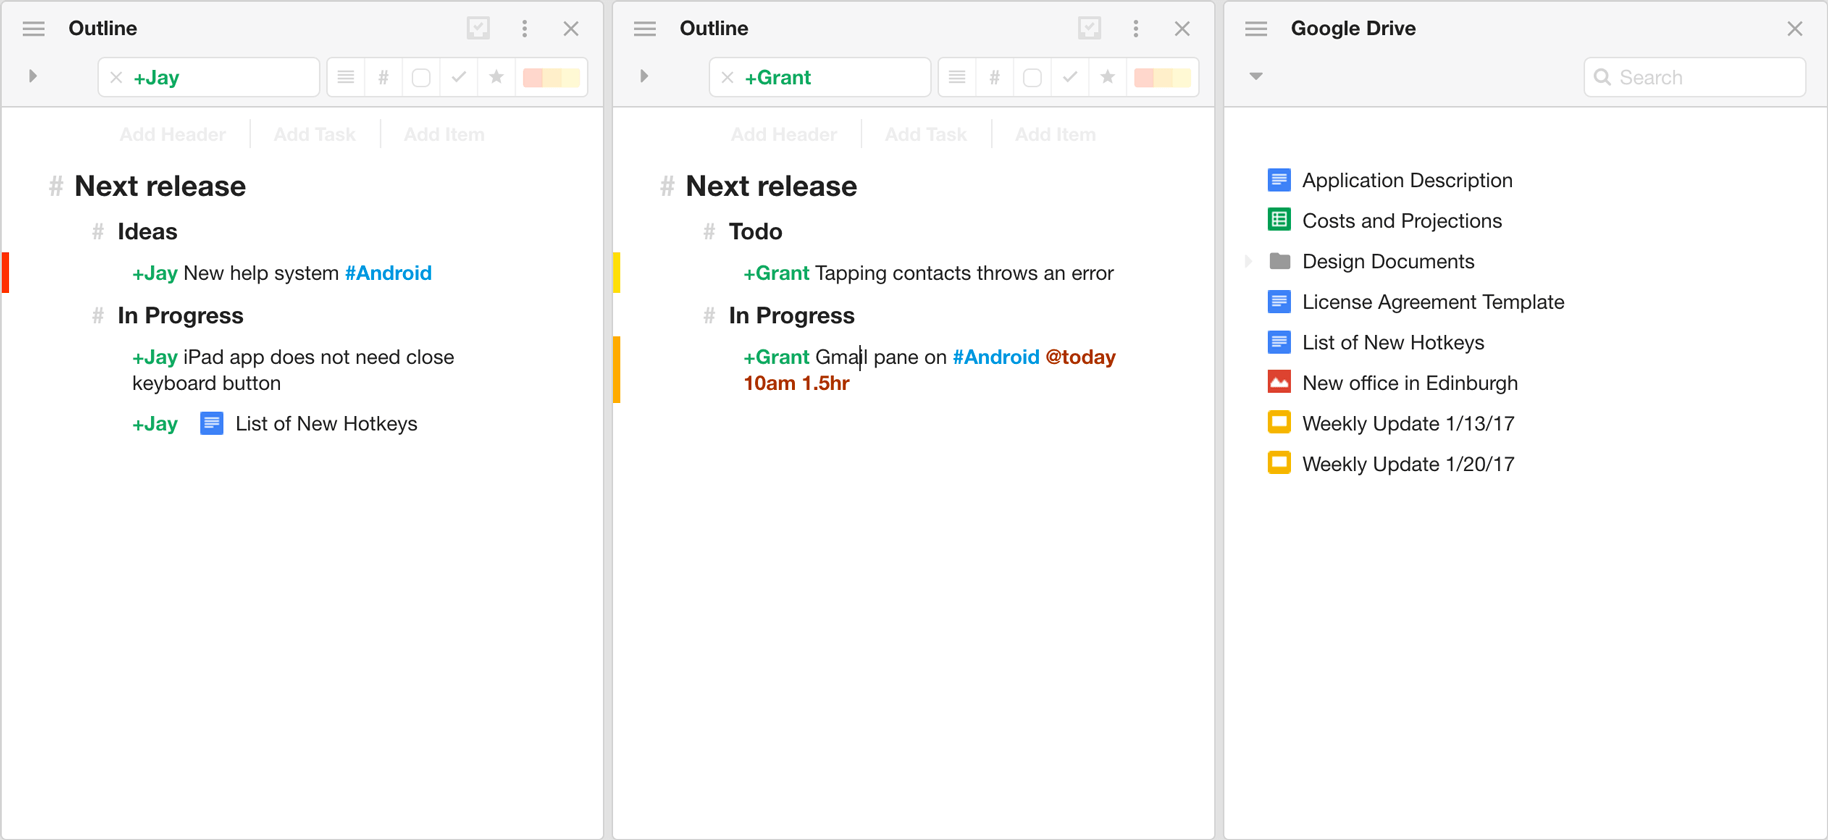 Outline
+Jay
#
Add Header
Add Task
Add Item
# Next release
# Ideas
+Jay New help system #Android
# In Progress
+Jay iPad app does not need close
keyboard button
+Jay List of New Hotkeys
Outline
+Grant
#
Add Header
Add Task
Add Item
# Next release
# Todo
+Grant Tapping contacts throws an error
# In Progress
+Grant Gmail pane on #Android @today
10am 1.5hr
Google Drive
Search
Application Description
Costs and Projections
Design Documents
License Agreement Template
List of New Hotkeys
New office in Edinburgh
Weekly Update 1/13/17
Weekly Update 1/20/17